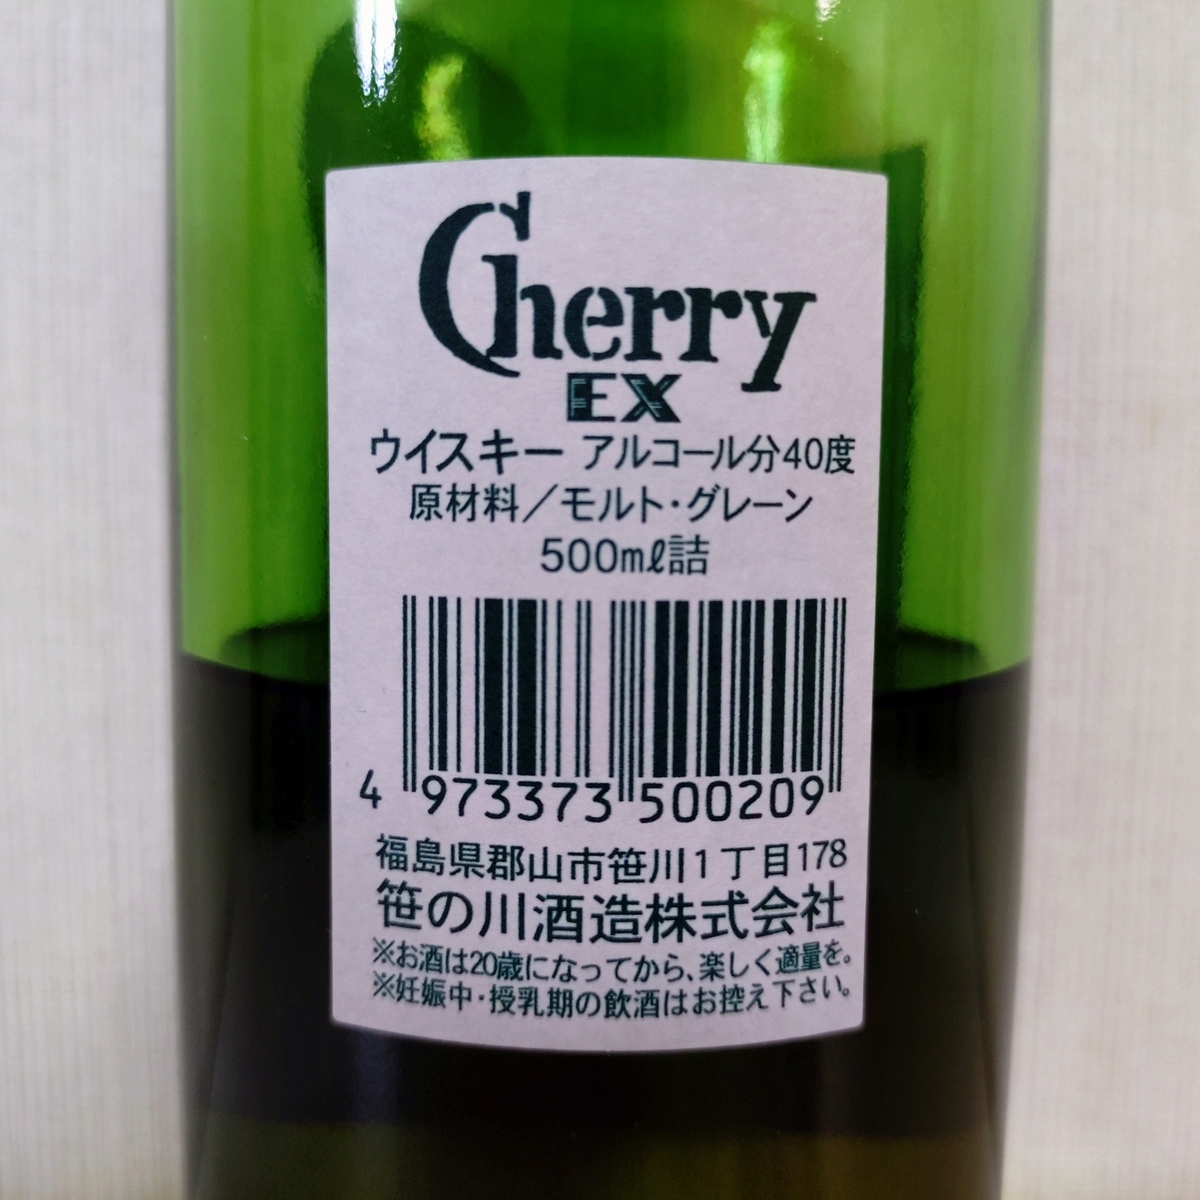 Cherry
EX
ウイスキー アルコール分40度
原材料／モルト・グレーン
500mℓ詰
4 973373 500209
福島県郡山市笹川1丁目178
笹の川酒造株式会社
※お酒は20歳になってから、楽しく適量を。
※妊娠中・授乳期の飲酒はお控え下さい。